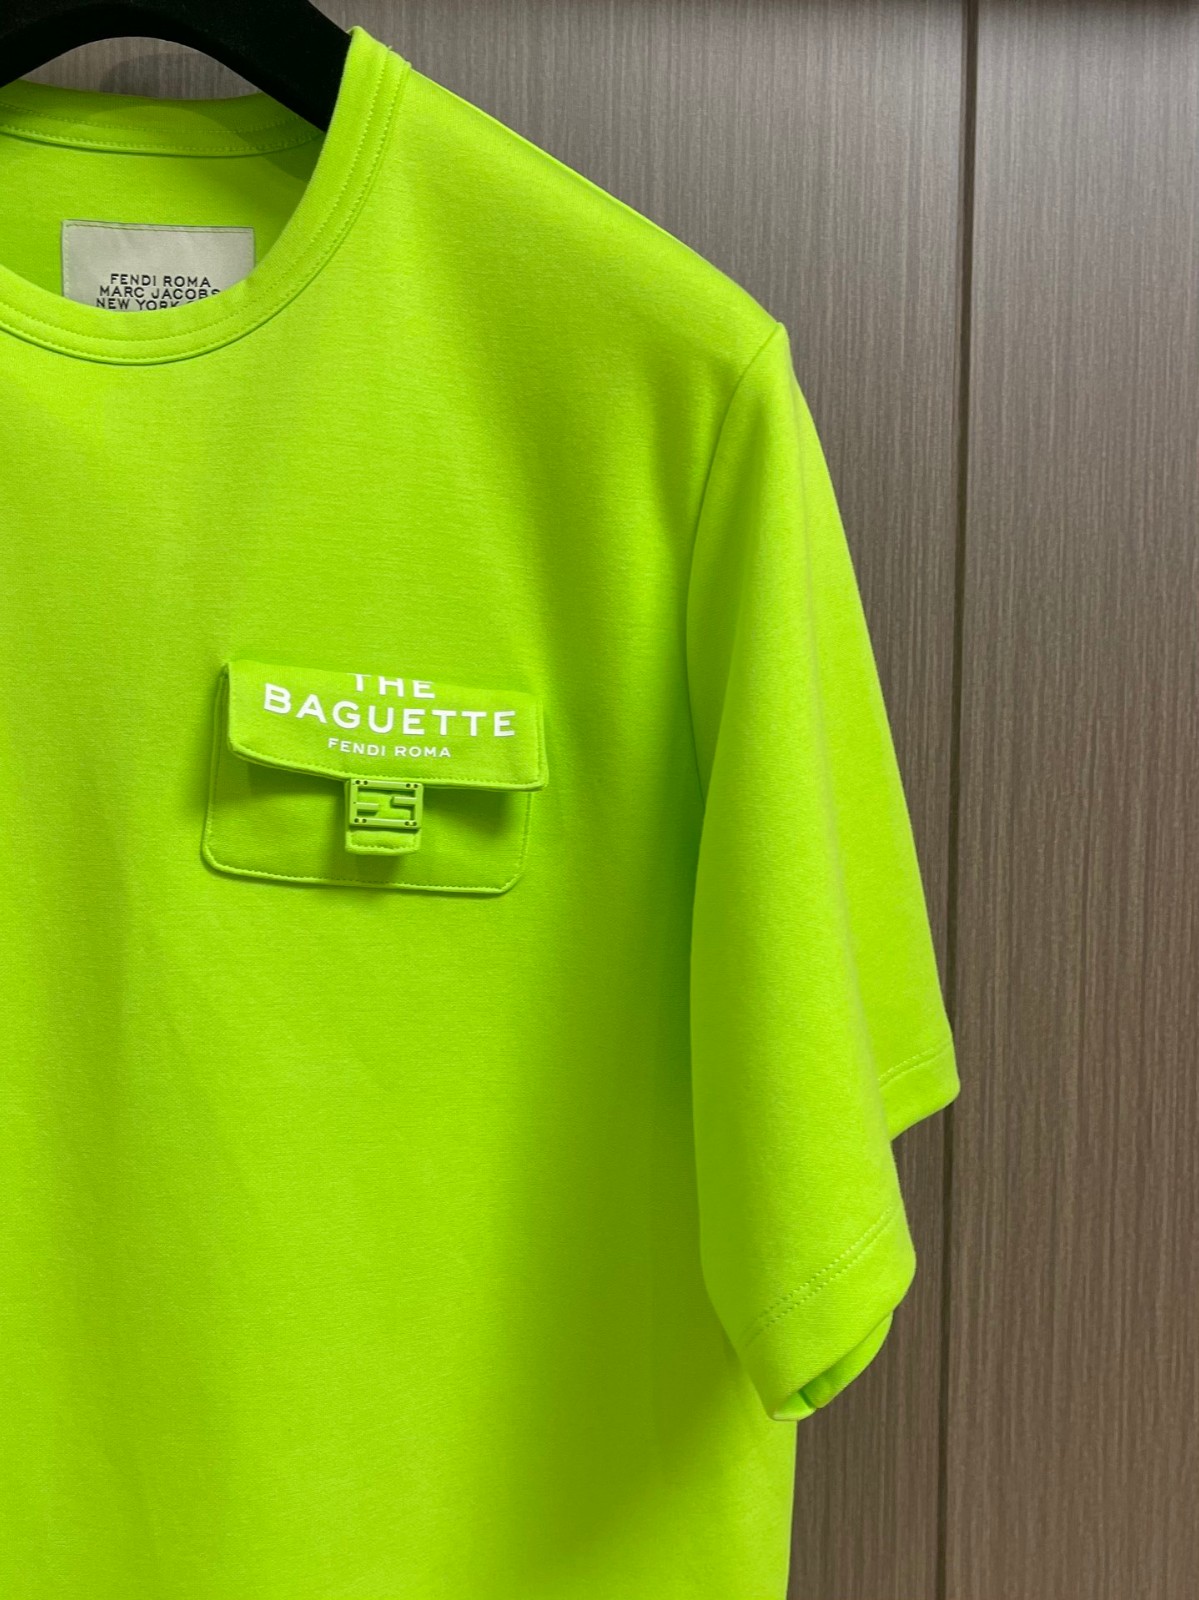 FENDI ROMA
MARC JACOBS
NEW YORK
THE
BAGUETTE
FENDI ROMA